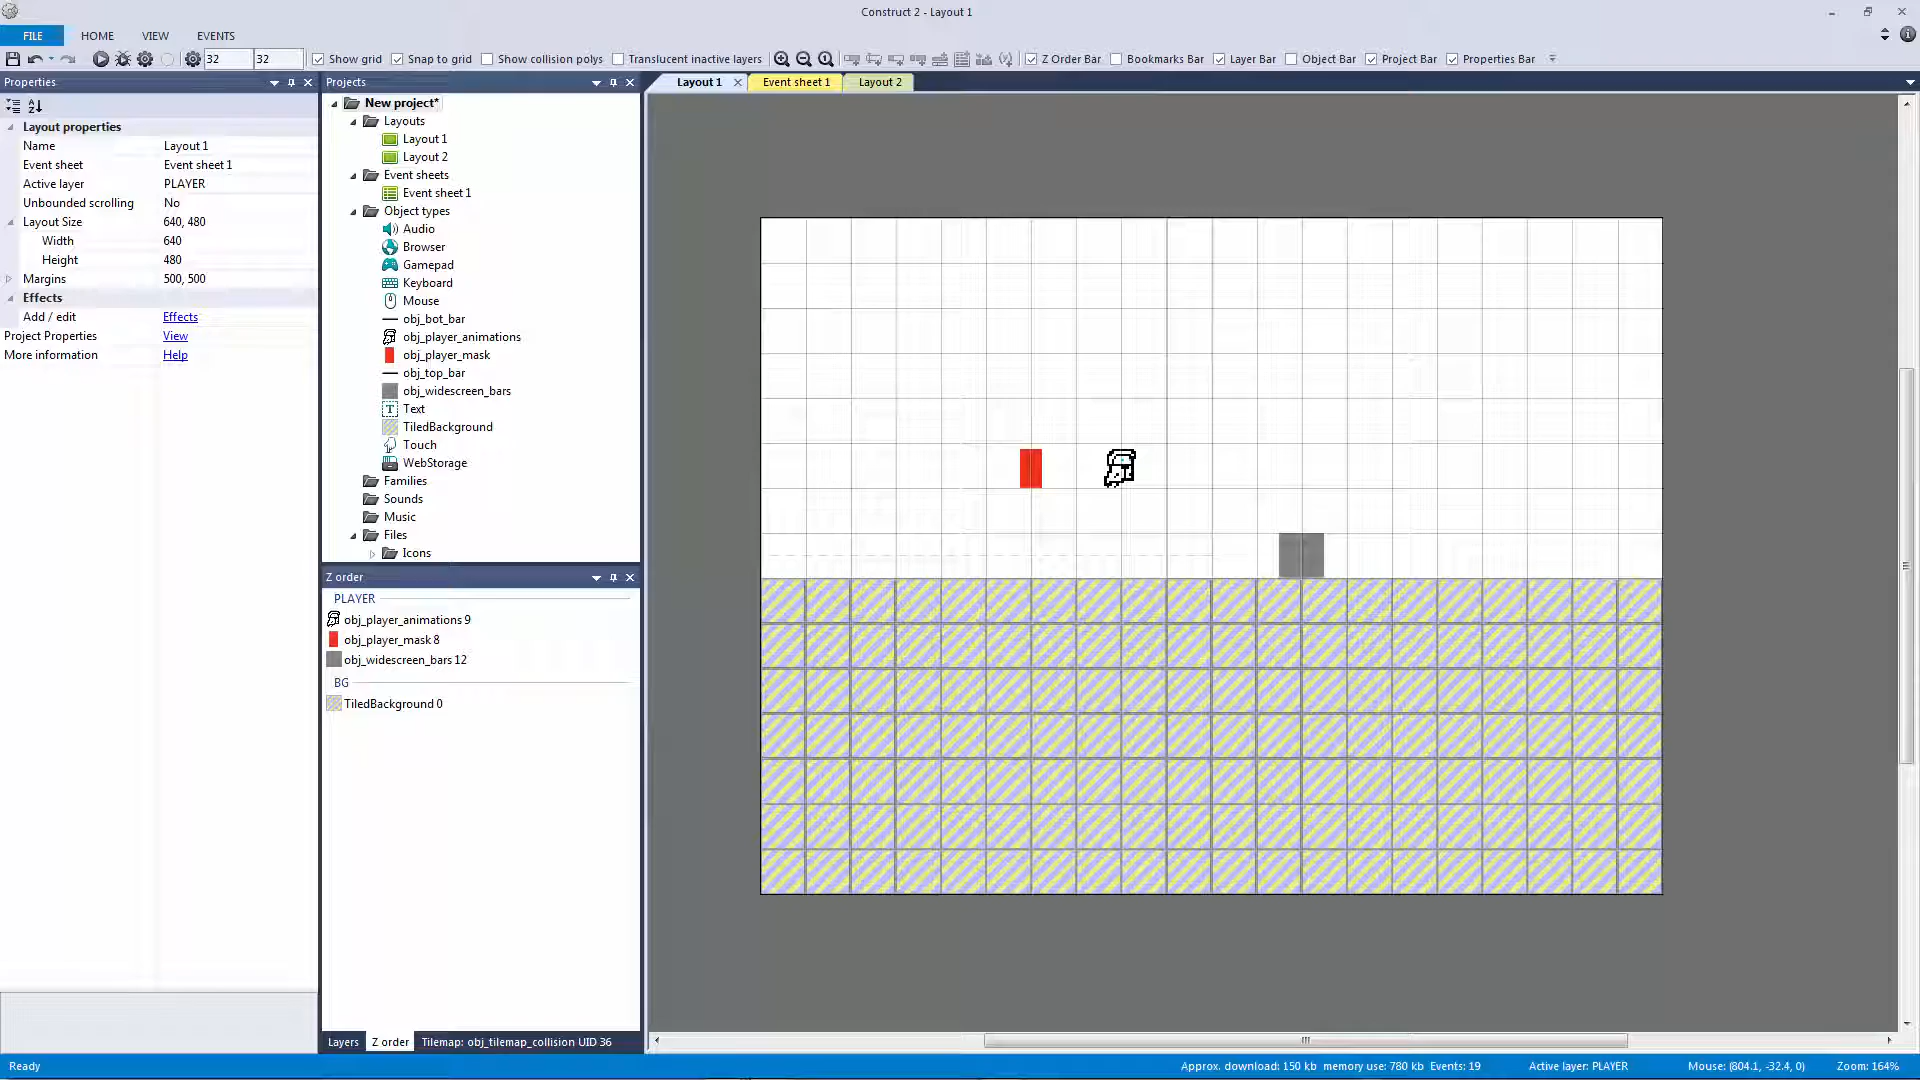 Construct 2 - Layout 1
FILE HOME VIEW EVENTS
32 32 Show grid Snap to grid Show collision polys Translucent inactive layers Z Order Bar Bookmarks Bar Layer Bar Object Bar Project Bar Properties Bar
Properties
Layout properties
Name Layout 1
Event sheet Event sheet 1
Active layer PLAYER
Unbounded scrolling No
Layout Size 640, 480
Width 640
Height 480
Margins 500, 500
Effects
Add / edit Effects
Project Properties View
More information Help
Projects
New project*
Layouts
Layout 1
Layout 2
Event sheets
Event sheet 1
Object types
Audio
Browser
Gamepad
Keyboard
Mouse
obj_bot_bar
obj_player_animations
obj_player_mask
obj_top_bar
obj_widescreen_bars
Text
TiledBackground
Touch
WebStorage
Families
Sounds
Music
Files
Icons
Z order
PLAYER
obj_player_animations 9
obj_player_mask 8
obj_widescreen_bars 12
BG
TiledBackground 0
Layers Z order Tilemap: obj_tilemap_collision UID 36
Layout 1 Event sheet 1 Layout 2
Ready Approx. download: 150 kb memory use: 780 kb Events: 19 Active layer: PLAYER Mouse: (804.1, -32.4, 0) Zoom: 164%